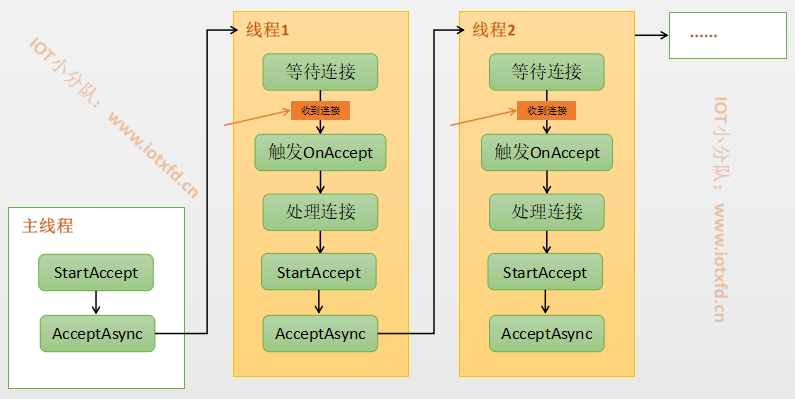 IOT小分队：www.iotxfd.cn
主线程
StartAccept
AcceptAsync
线程1
等待连接
收到连接
触发OnAccept
处理连接
StartAccept
AcceptAsync
线程2
等待连接
收到连接
触发OnAccept
处理连接
StartAccept
AcceptAsync
......
IOT小分队：www.iotxfd.cn